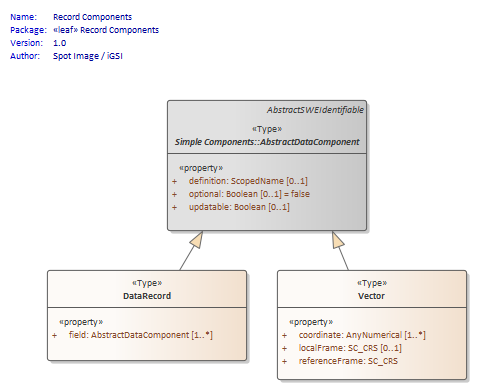 Name: Record Components
Package: «leaf» Record Components
Version: 1.0
Author: Spot Image / iGSI
AbstractSWEIdentifiable
«Type»
Simple Components::AbstractDataComponent
«property»
+ definition: ScopedName [0..1]
+ optional: Boolean [0..1] = false
+ updatable: Boolean [0..1]
«Type»
DataRecord
«property»
+ field: AbstractDataComponent [1..*]
«Type»
Vector
«property»
+ coordinate: AnyNumerical [1..*]
+ localFrame: SC_CRS [0..1]
+ referenceFrame: SC_CRS